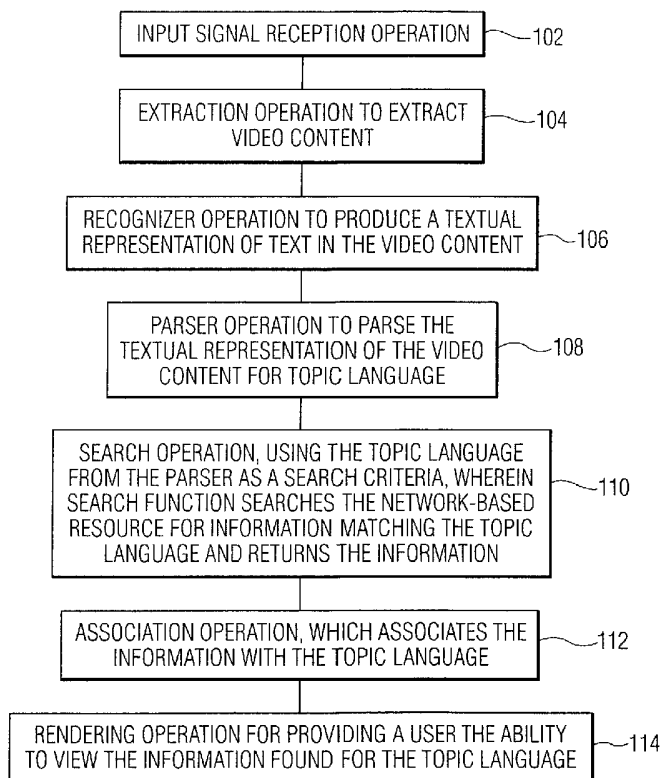 INPUT SIGNAL RECEPTION OPERATION
102
EXTRACTION OPERATION TO EXTRACT
VIDEO CONTENT
104
RECOGNIZER OPERATION TO PRODUCE A TEXTUAL
REPRESENTATION OF TEXT IN THE VIDEO CONTENT
106
PARSER OPERATION TO PARSE THE
TEXTUAL REPRESENTATION OF THE VIDEO
CONTENT FOR TOPIC LANGUAGE
108
SEARCH OPERATION, USING THE TOPIC LANGUAGE
FROM THE PARSER AS A SEARCH CRITERIA, WHEREIN
SEARCH FUNCTION SEARCHES THE NETWORK-BASED
RESOURCE FOR INFORMATION MATCHING THE TOPIC
LANGUAGE AND RETURNS THE INFORMATION
110
ASSOCIATION OPERATION, WHICH ASSOCIATES THE
INFORMATION WITH THE TOPIC LANGUAGE
112
RENDERING OPERATION FOR PROVIDING A USER THE ABILITY
TO VIEW THE INFORMATION FOUND FOR THE TOPIC LANGUAGE
114